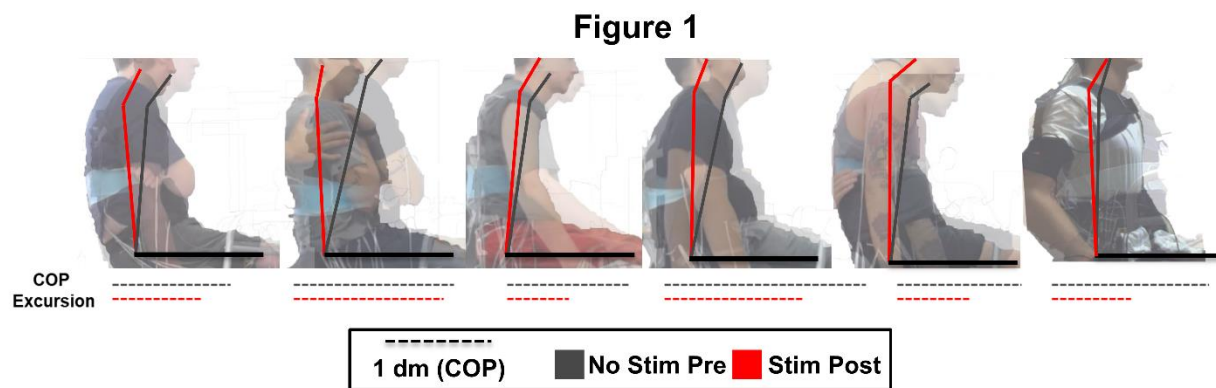 Figure 1
COP
Excursion
1 dm (COP) No Stim Pre Stim Post